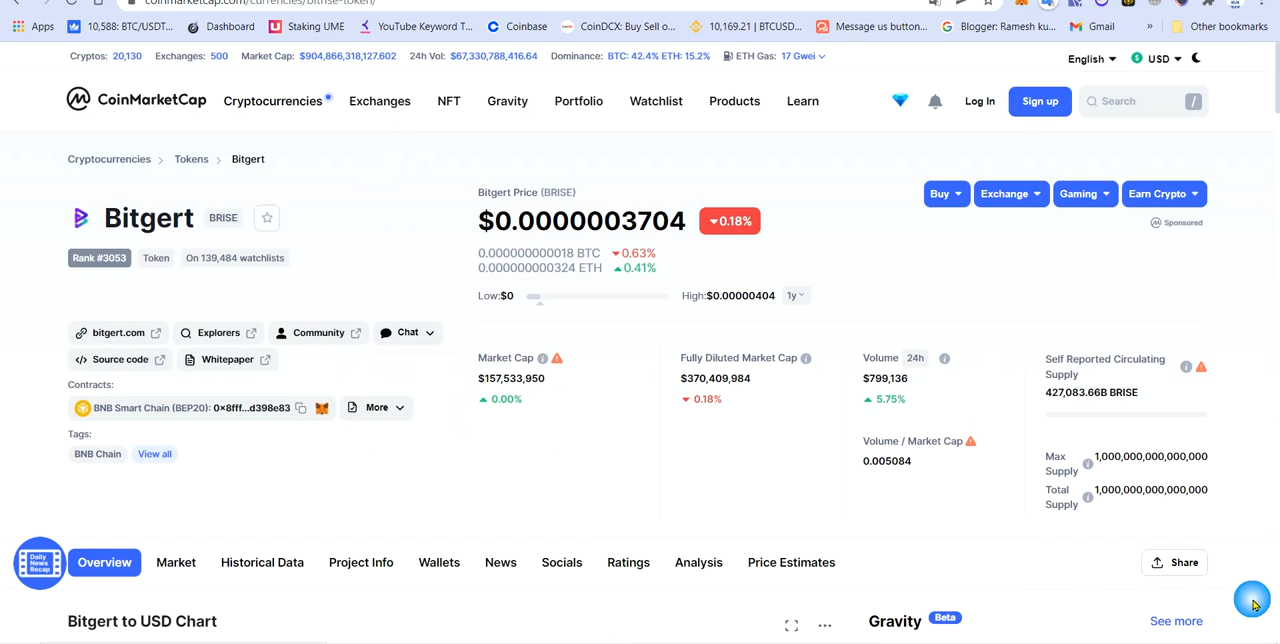 coinmarketcap.com/currencies/bitrise-token/
Apps 10,588: BTC/USDT... Dashboard Staking UME YouTube Keyword T... Coinbase CoinDCX: Buy Sell o... 10,169.21 | BTCUSD... Message us button... Blogger: Ramesh ku... Gmail » Other bookmarks
Cryptos: 20,130 Exchanges: 500 Market Cap: $904,866,318,127.602 24h Vol: $67,330,788,416.64 Dominance: BTC: 42.4% ETH: 15.2% ETH Gas: 17 Gwei English USD
CoinMarketCap Cryptocurrencies Exchanges NFT Gravity Portfolio Watchlist Products Learn Log In Sign up Search /
Cryptocurrencies > Tokens > Bitgert
Bitgert BRISE
Rank #3053 Token On 139,484 watchlists
bitgert.com Explorers Community Chat
Source code Whitepaper
Contracts:
BNB Smart Chain (BEP20): 0x8fff...d398e83 More
Tags:
BNB Chain View all
Bitgert Price (BRISE)
$0.0000003704 0.18%
0.000000000018 BTC 0.63%
0.000000000324 ETH 0.41%
Low:$0 High:$0.00000404 1y
Buy Exchange Gaming Earn Crypto
Sponsored
Market Cap
$157,533,950
0.00%
Fully Diluted Market Cap
$370,409,984
0.18%
Volume 24h
$799,136
5.75%
Volume / Market Cap
0.005084
Self Reported Circulating
Supply
427,083.66B BRISE
Max
Supply 1,000,000,000,000,000
Total
Supply 1,000,000,000,000,000
Daily
News
Recap
Overview Market Historical Data Project Info Wallets News Socials Ratings Analysis Price Estimates Share
Bitgert to USD Chart
Gravity Beta See more